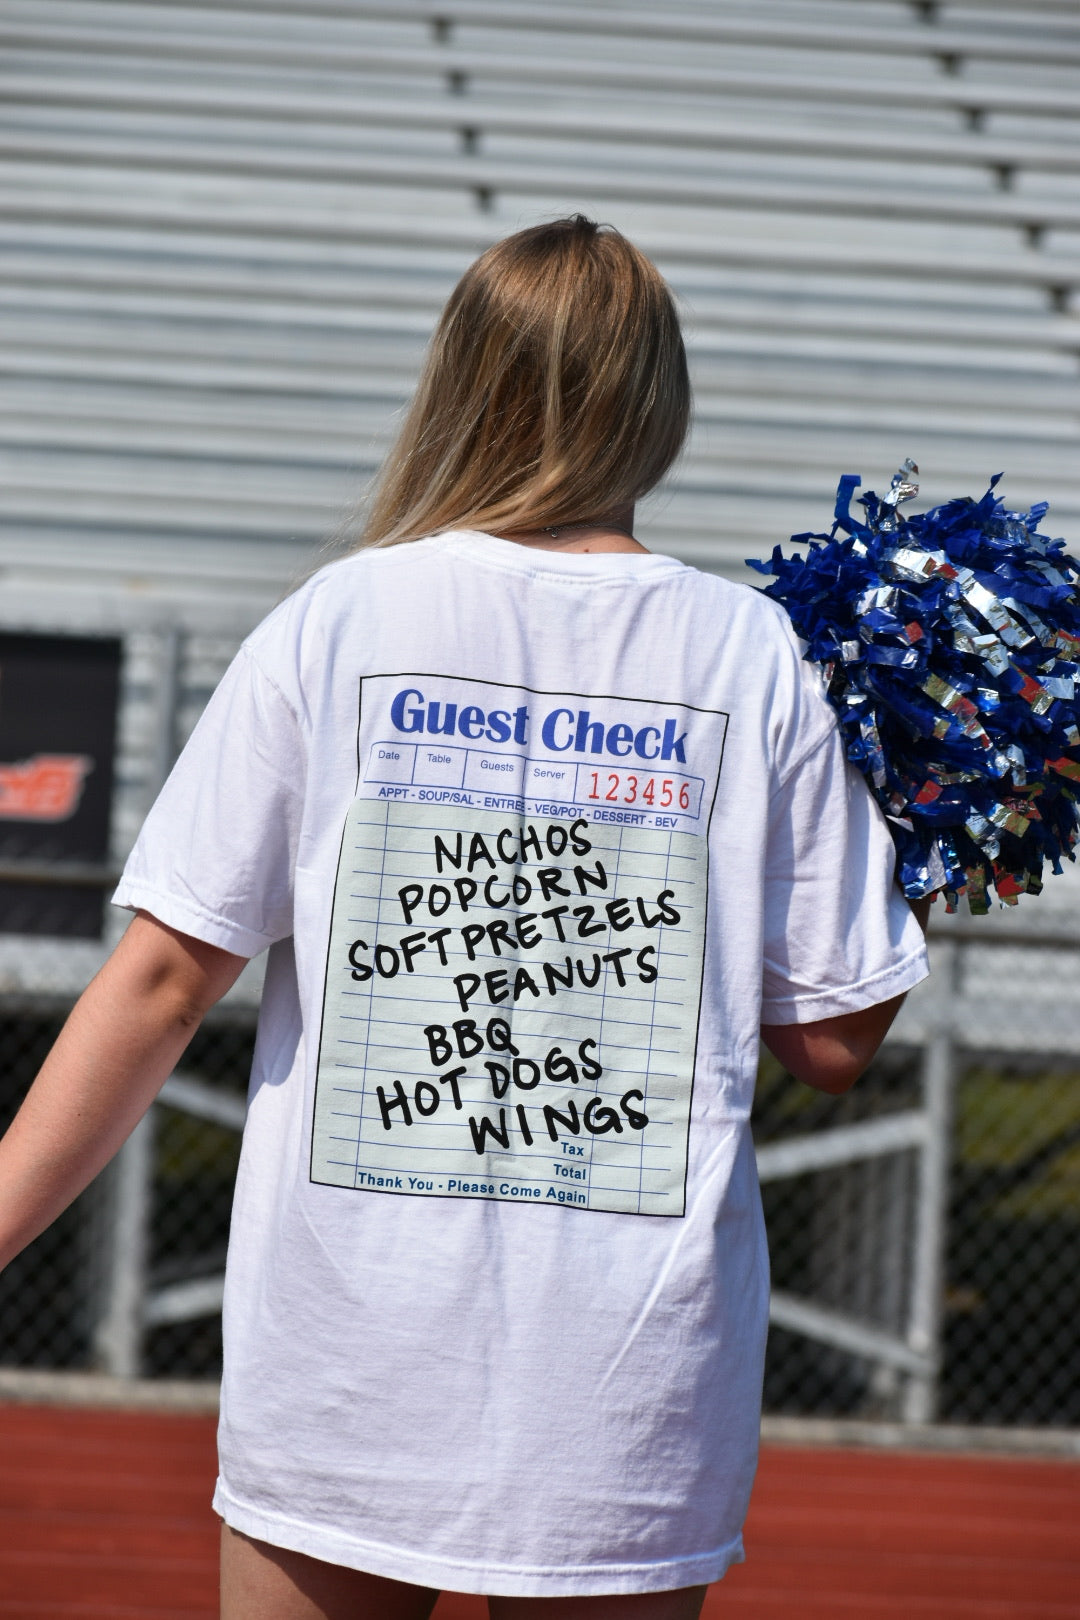 Guest Check
Date Table Guests Server 123456
APPT - SOUP/SAL - ENTRE - VEG/POT - DESSERT - BEV
NACHOS
POPCORN
SOFT PRETZELS
PEANUTS
BBQ
HOT DOGS
WINGS
Tax
Total
Thank You - Please Come Again